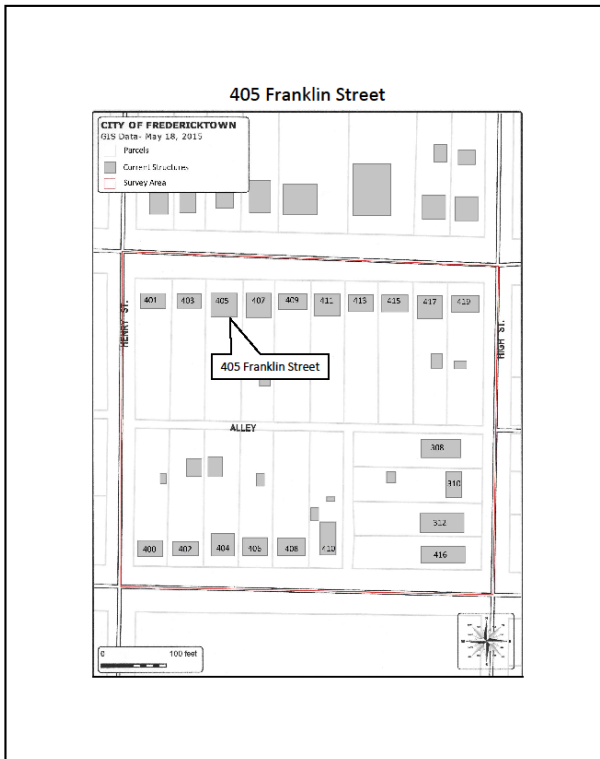 405 Franklin Street
CITY OF FREDERICKTOWN
GIS Data- May 18, 2015
Parcels
Current Structures
Survey Area
HENRY ST.
HIGH ST.
401 403 405 407 409 411 413 415 417 419
405 Franklin Street
ALLEY
308
310
312
400 402 404 406 408 410 416
0 100 feet